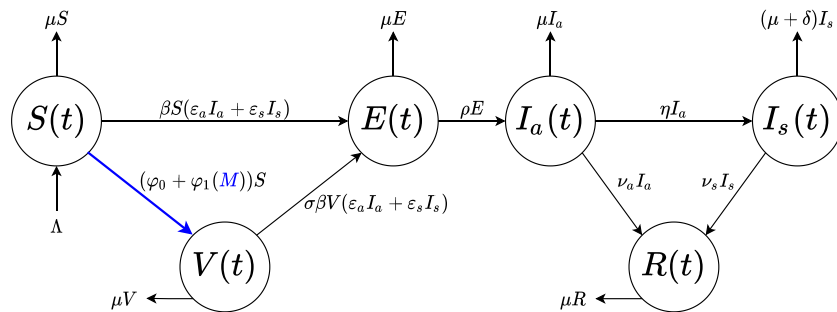 μS μE μI_a (μ + δ)I_s
S(t) βS(ε_a I_a + ε_s I_s) E(t) ρE I_a(t) ηI_a I_s(t)
(φ_0 + φ_1(M))S ν_a I_a ν_s I_s
σβV(ε_a I_a + ε_s I_s)
Λ
V(t) R(t)
μV μR